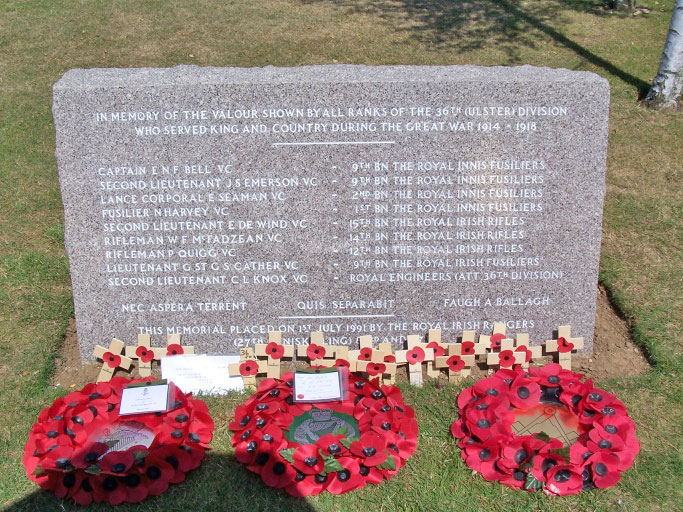 IN MEMORY OF THE VALOUR SHOWN BY ALL RANKS OF THE 36TH (ULSTER) DIVISION
WHO SERVED KING AND COUNTRY DURING THE GREAT WAR 1914 - 1918
CAPTAIN E N F BELL VC - 9TH BN THE ROYAL INNIS FUSILIERS
SECOND LIEUTENANT J S EMERSON VC - 9TH BN THE ROYAL INNIS FUSILIERS
LANCE CORPORAL E SEAMAN VC - 2ND BN THE ROYAL INNIS FUSILIERS
FUSILIER N HARVEY VC - 1ST BN THE ROYAL INNIS FUSILIERS
SECOND LIEUTENANT E DE WIND VC - 15TH BN THE ROYAL IRISH RIFLES
RIFLEMAN W F McFADZEAN VC - 14TH BN THE ROYAL IRISH RIFLES
RIFLEMAN P QUIGG VC - 12TH BN THE ROYAL IRISH RIFLES
LIEUTENANT G ST G S CATHER VC - 9TH BN THE ROYAL IRISH FUSILIERS
SECOND LIEUTENANT C L KNOX VC - ROYAL ENGINEERS (ATT 36TH DIVISION)
NEC ASPERA TERRENT QUIS SEPARABIT FAUGH A BALLAGH
THIS MEMORIAL PLACED ON 1ST JULY 1991 BY THE ROYAL IRISH RANGERS
(27TH